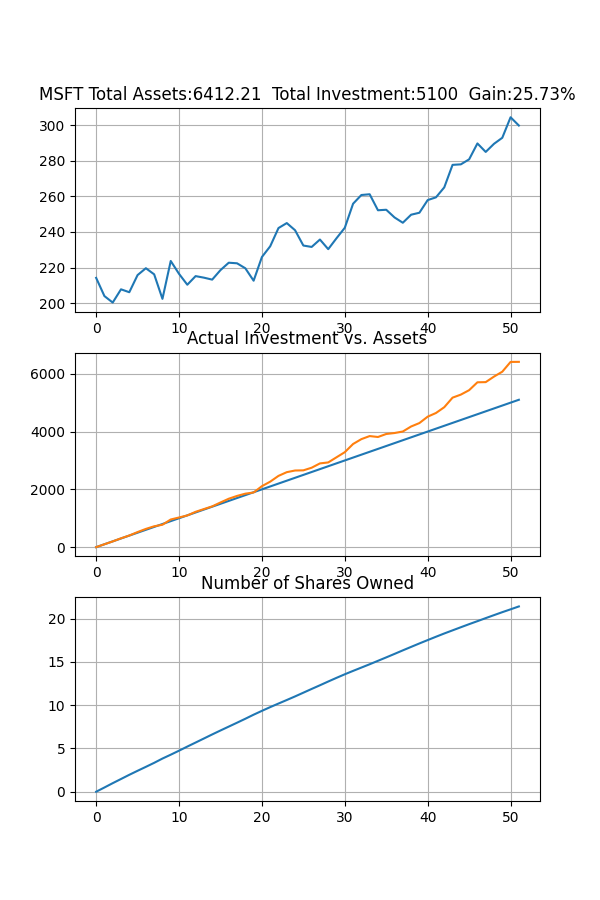 MSFT Total Assets:6412.21  Total Investment:5100  Gain:25.73%
300
280
260
240
220
200
0 10 20 30 40 50
Actual Investment vs. Assets
6000
4000
2000
0
0 10 20 30 40 50
Number of Shares Owned
20
15
10
5
0
0 10 20 30 40 50